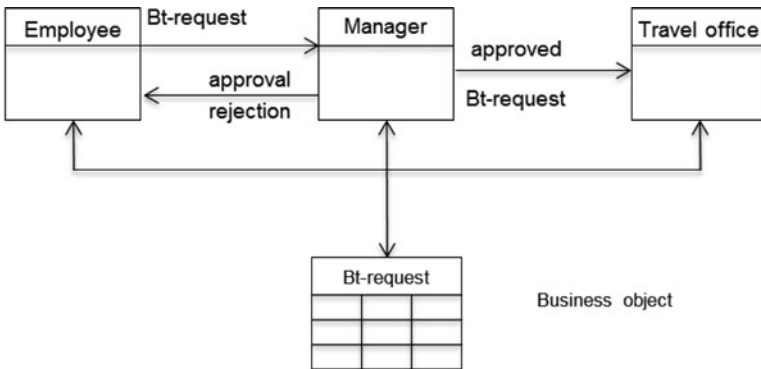 Employee
Bt-request
Manager
Travel office
approval
rejection
approved
Bt-request
Bt-request
Business object